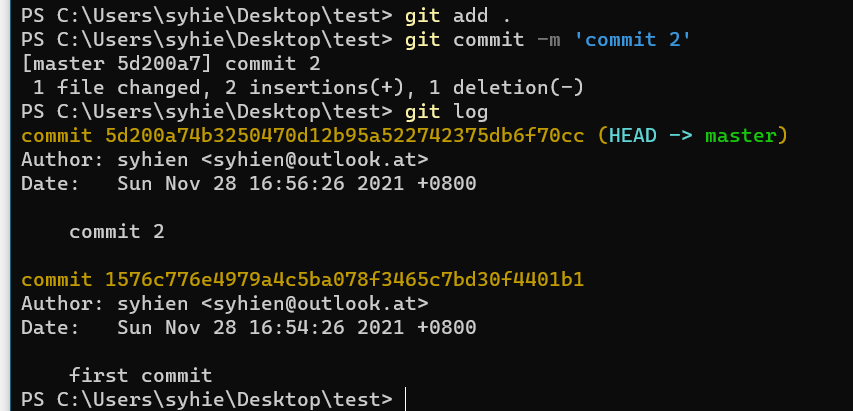 PS C:\Users\syhie\Desktop\test> git add .
PS C:\Users\syhie\Desktop\test> git commit -m 'commit 2'
[master 5d200a7] commit 2
 1 file changed, 2 insertions(+), 1 deletion(-)
PS C:\Users\syhie\Desktop\test> git log
commit 5d200a74b3250470d12b95a522742375db6f70cc (HEAD -> master)
Author: syhien <syhien@outlook.at>
Date:   Sun Nov 28 16:56:26 2021 +0800

    commit 2

commit 1576c776e4979a4c5ba078f3465c7bd30f4401b1
Author: syhien <syhien@outlook.at>
Date:   Sun Nov 28 16:54:26 2021 +0800

    first commit
PS C:\Users\syhie\Desktop\test>